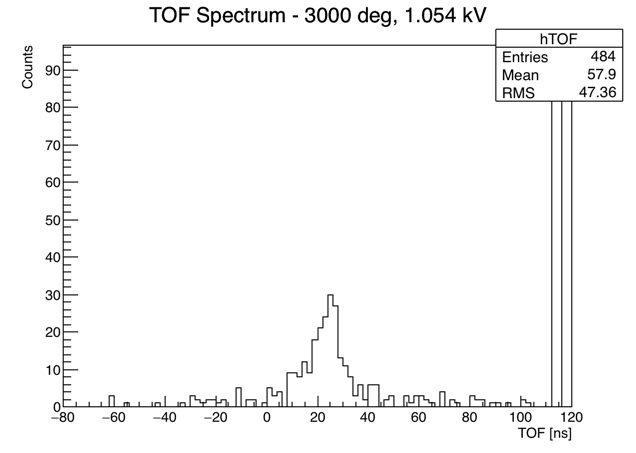 TOF Spectrum - 3000 deg, 1.054 kV
hTOF
Entries 484
Mean 57.9
RMS 47.36
Counts
90
80
70
60
50
40
30
20
10
0
−80 −60 −40 −20 0 20 40 60 80 100 120
TOF [ns]